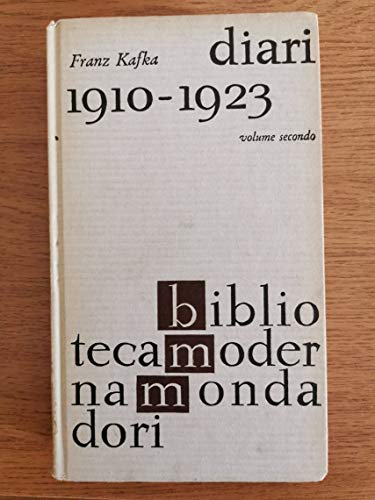 Franz Kafka diari
1910-1923
volume secondo
biblio
tecamoder
namonda
dori